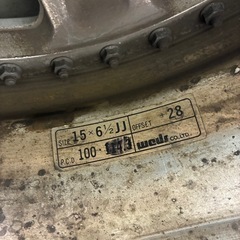 SIZE 15×6½JJ OFFSET 28
P.C.D 100 weds CO.,LTD.